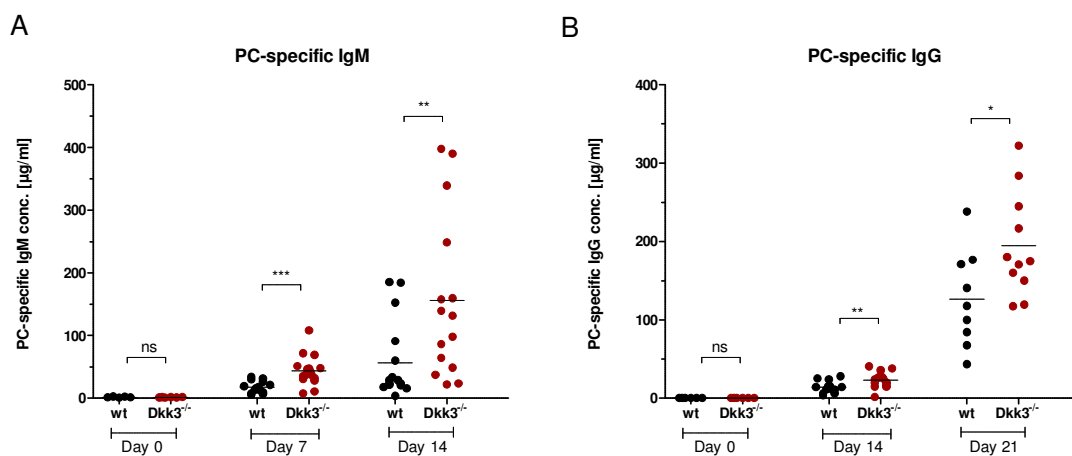 A
PC-specific IgM
PC-specific IgM conc. [µg/ml]
500
400
300
200
100
0
ns
***
**
wt Dkk3-/- wt Dkk3-/- wt Dkk3-/-
Day 0 Day 7 Day 14
B
PC-specific IgG
PC-specific IgG conc. [µg/ml]
400
300
200
100
0
ns
**
*
wt Dkk3-/- wt Dkk3-/- wt Dkk3-/-
Day 0 Day 14 Day 21